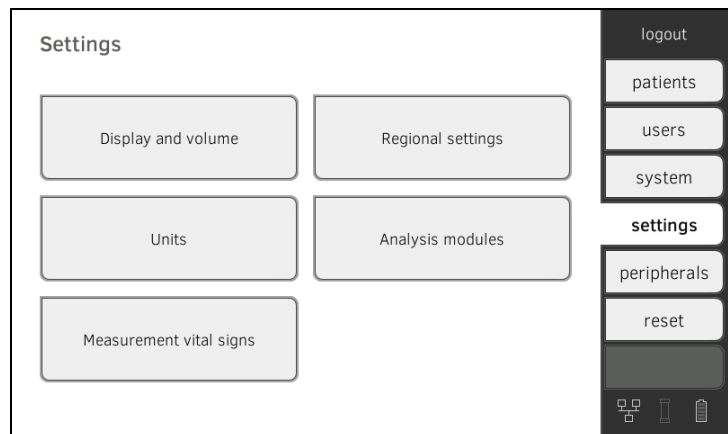 Settings
Display and volume
Regional settings
Units
Analysis modules
Measurement vital signs
logout
patients
users
system
settings
peripherals
reset